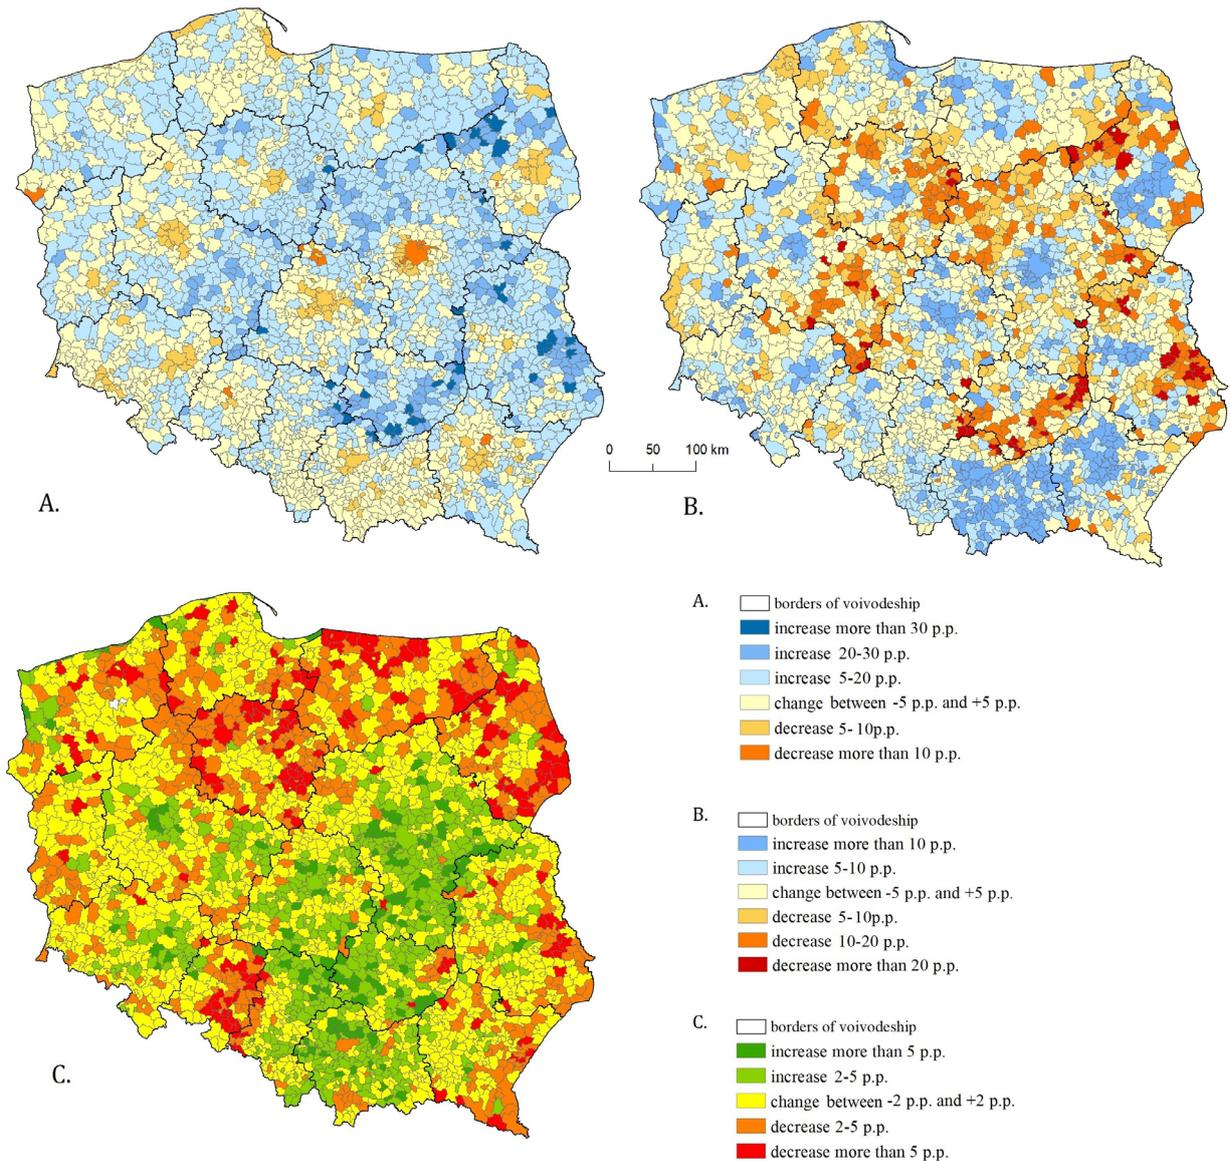 0 50 100 km
A.
B.
C.
A.
borders of voivodeship
increase more than 30 p.p.
increase 20-30 p.p.
increase 5-20 p.p.
change between -5 p.p. and +5 p.p.
decrease 5- 10p.p.
decrease more than 10 p.p.
B.
borders of voivodeship
increase more than 10 p.p.
increase 5-10 p.p.
change between -5 p.p. and +5 p.p.
decrease 5-10p.p.
decrease 10-20 p.p.
decrease more than 20 p.p.
C.
borders of voivodeship
increase more than 5 p.p.
increase 2-5 p.p.
change between -2 p.p. and +2 p.p.
decrease 2-5 p.p.
decrease more than 5 p.p.